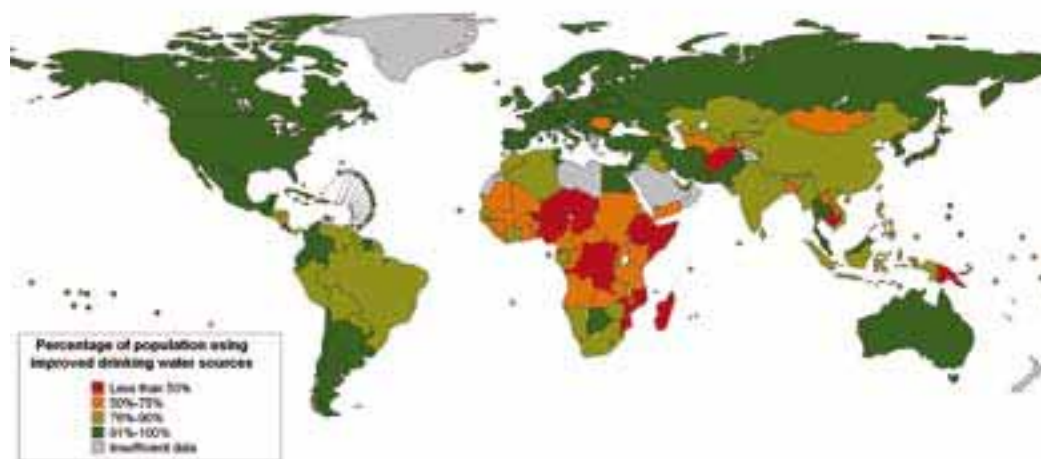 Percentage of population using
improved drinking water sources
Less than 50%
50%-75%
76%-90%
91%-100%
Insufficient data